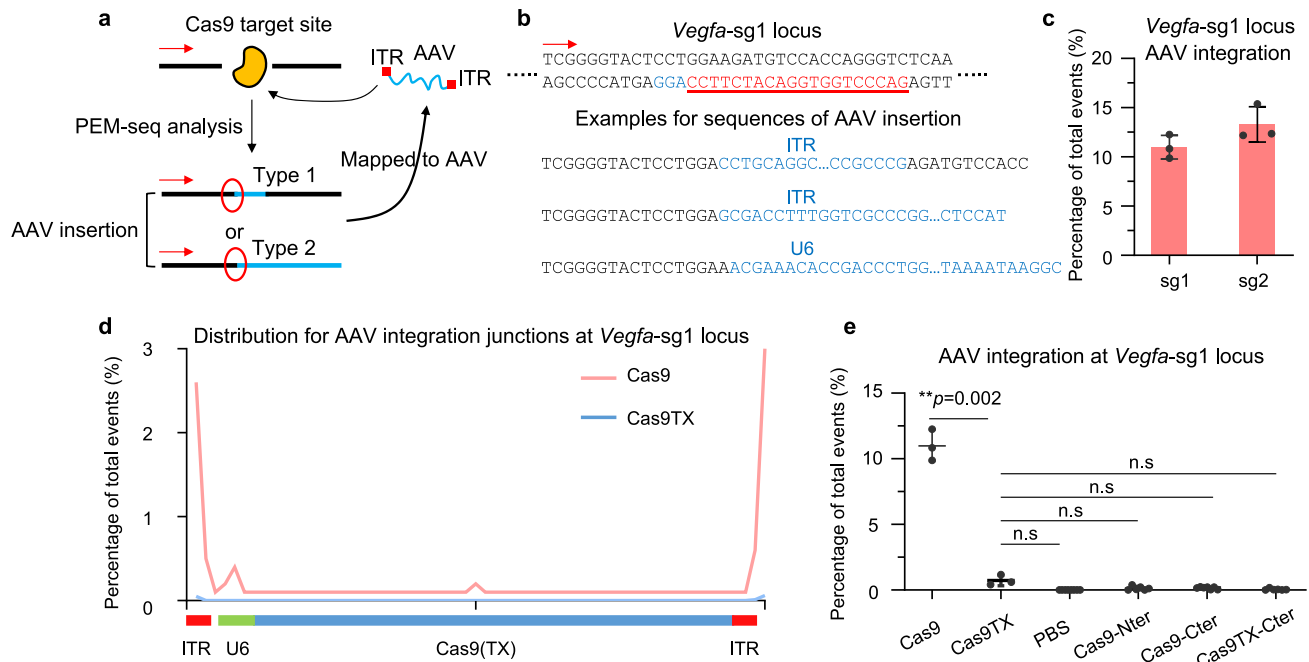 a
Cas9 target site
ITR
AAV
ITR
PEM-seq analysis
Mapped to AAV
Type 1
AAV insertion
or
Type 2
b
Vegfa-sg1 locus
TCGGGGTACTCCTGGAAGATGTCCACCAGGGTCTCAA
AGCCCCATGAGGACCTTCTACAGGTGGTCCCAGAGTT
Examples for sequences of AAV insertion
ITR
TCGGGGTACTCCTGGACCTGCAGGC...CCGCCCGAGATGTCCACC
ITR
TCGGGGTACTCCTGGAGCGACCTTTGGTCGCCCGG...CTCCAT
U6
TCGGGGTACTCCTGGAAACGAAACACCGACCCTGG...TAAAATAAGGC
c
Vegfa-sg1 locus
AAV integration
Percentage of total events (%)
20
15
10
5
0
sg1
sg2
d
Distribution for AAV integration junctions at Vegfa-sg1 locus
Percentage of total events (%)
3
2
1
0
Cas9
Cas9TX
ITR
U6
Cas9(TX)
ITR
e
AAV integration at Vegfa-sg1 locus
Percentage of total events (%)
15
10
5
0
**p=0.002
n.s
n.s
n.s
n.s
Cas9
Cas9TX
PBS
Cas9-Nter
Cas9-Cter
Cas9TX-Cter